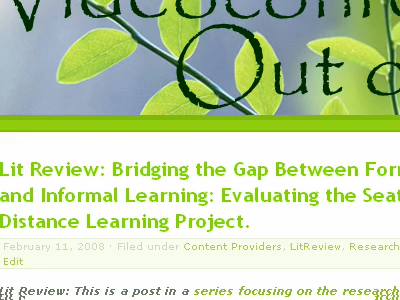 Out o
Lit Review: Bridging the Gap Between For
and Informal Learning: Evaluating the Seat
Distance Learning Project.
February 11, 2008 · Filed under Content Providers, LitReview, Research
Edit
Lit Review: This is a post in a series focusing on the research